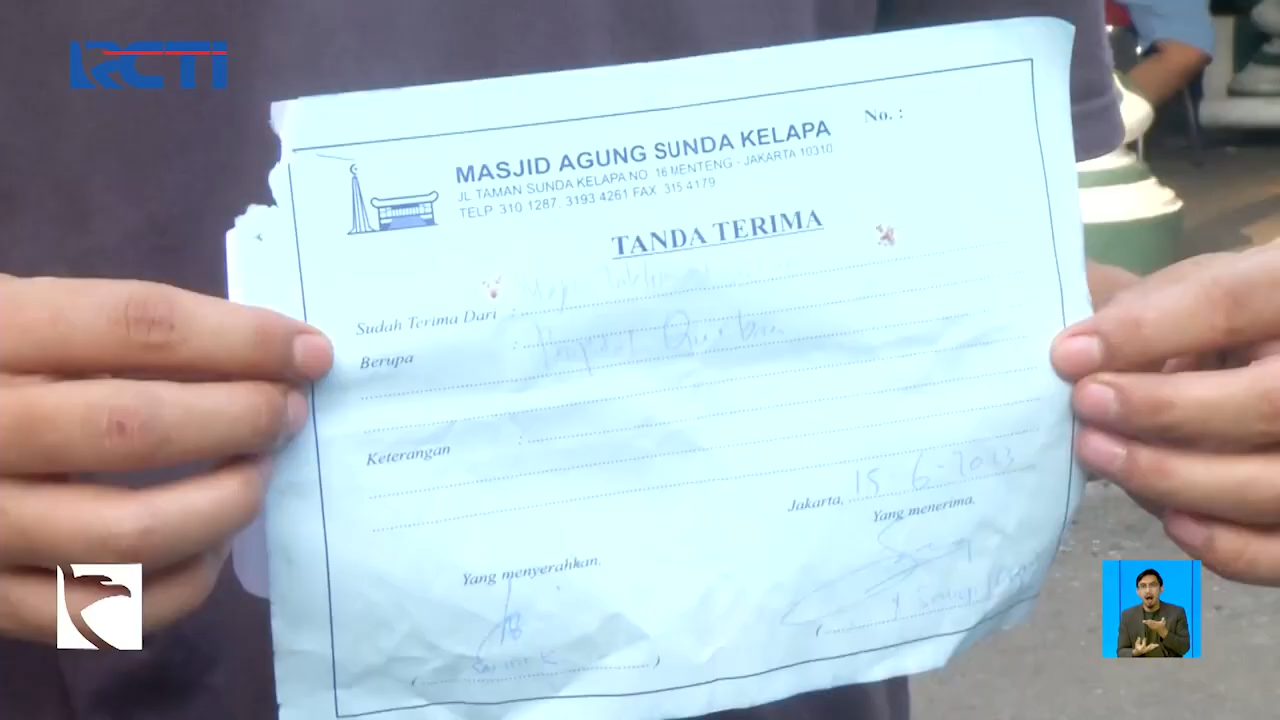 RCTI
No. :
MASJID AGUNG SUNDA KELAPA
JL TAMAN SUNDA KELAPA NO 16 MENTENG - JAKARTA 10310
TELP. 310 1287. 3193 4261 FAX 315 4179
TANDA TERIMA
Sudah Terima Dari :
Berupa :
Keterangan :
Jakarta, 15 - 6 - 2023
Yang menerima.
Yang menyerahkan.